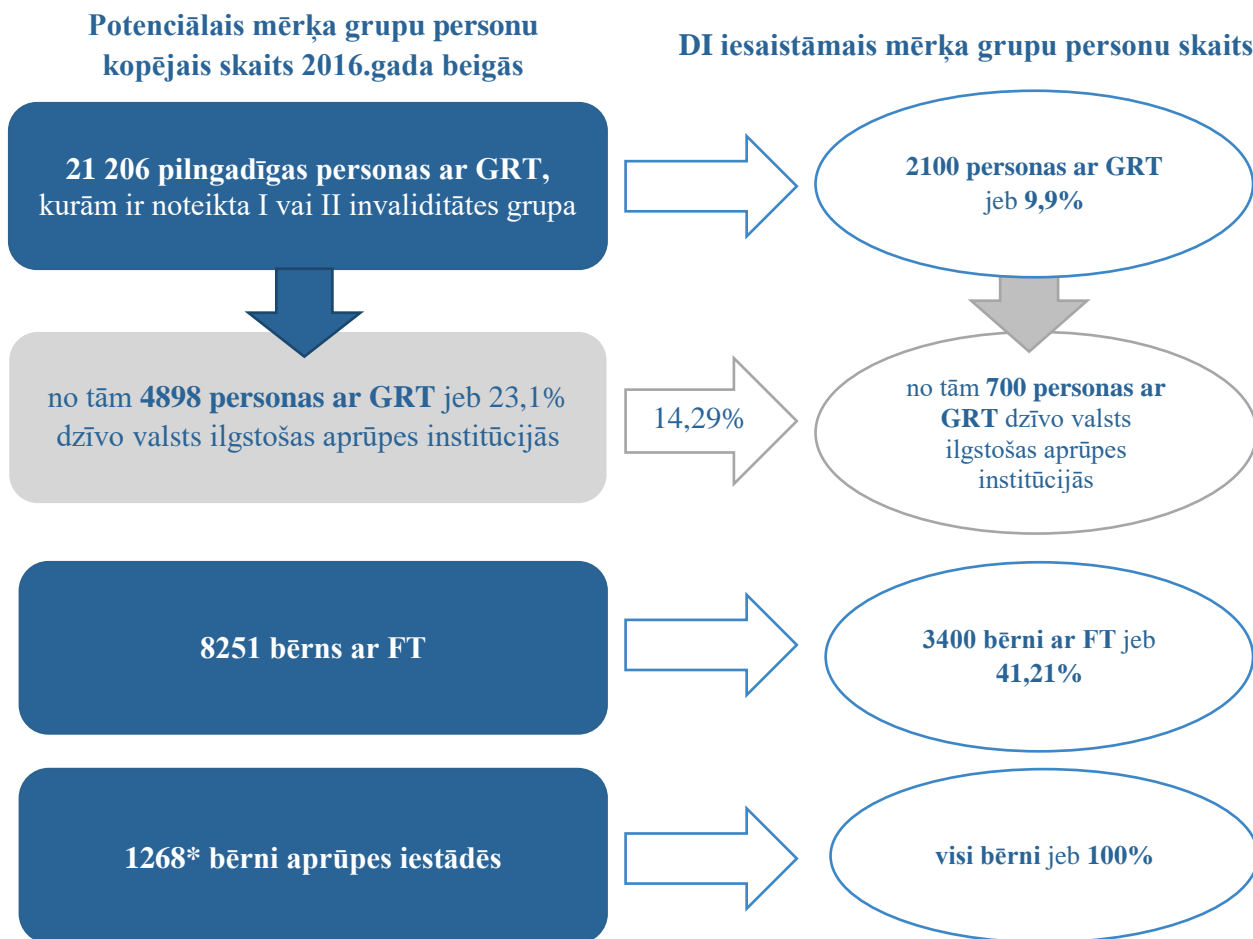 Potenciālais mērķa grupu personu
kopējais skaits 2016.gada beigās
DI iesaistāmais mērķa grupu personu skaits
21 206 pilngadīgas personas ar GRT,
kurām ir noteikta I vai II invaliditātes grupa
2100 personas ar GRT
jeb 9,9%
no tām 4898 personas ar GRT jeb 23,1%
dzīvo valsts ilgstošas aprūpes institūcijās
14,29%
no tām 700 personas ar
GRT dzīvo valsts
ilgstošas aprūpes
institūcijās
8251 bērns ar FT
3400 bērni ar FT jeb
41,21%
1268* bērni aprūpes iestādēs
visi bērni jeb 100%